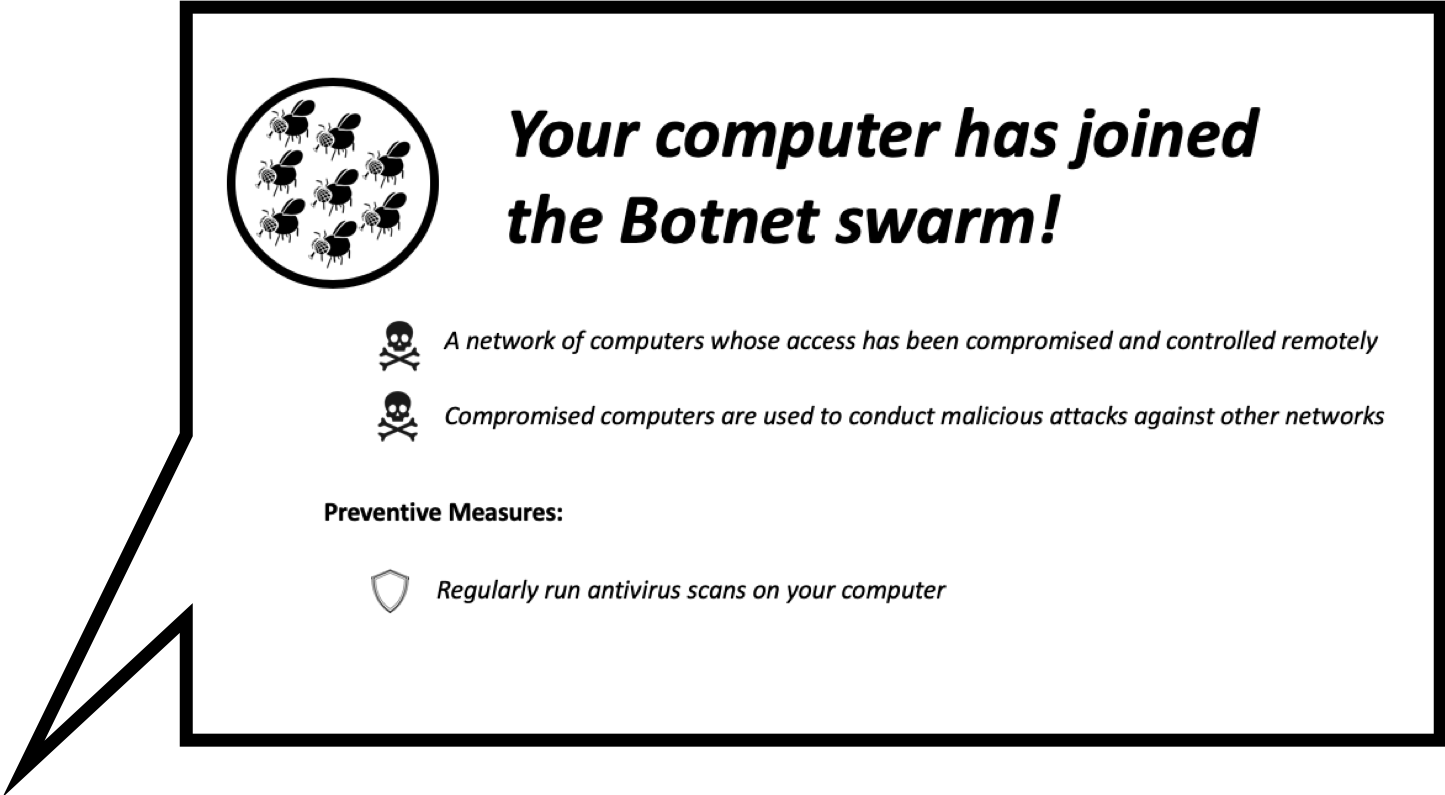 Your computer has joined
the Botnet swarm!
A network of computers whose access has been compromised and controlled remotely
Compromised computers are used to conduct malicious attacks against other networks
Preventive Measures:
Regularly run antivirus scans on your computer